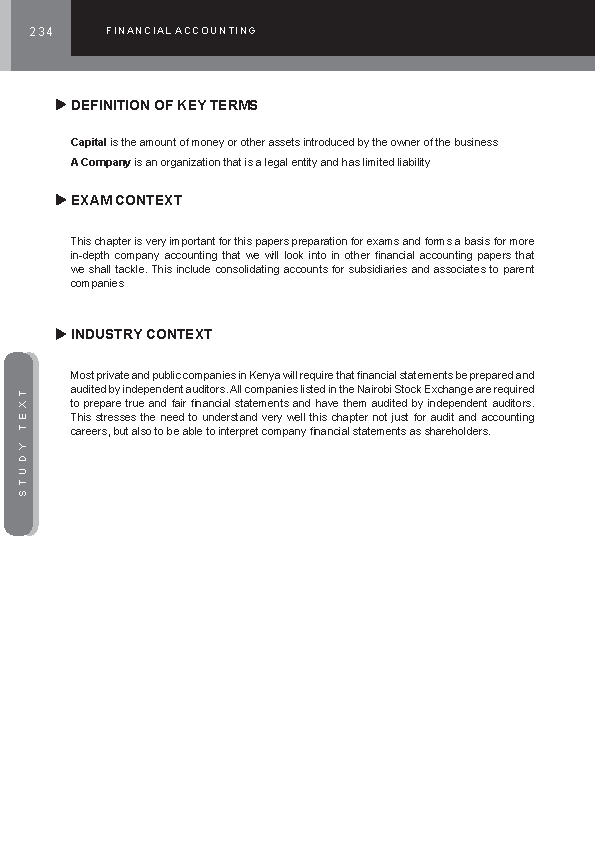 234
FINANCIAL ACCOUNTING
DEFINITION OF KEY TERMS
Capital is the amount of money or other assets introduced by the owner of the business
A Company is an organization that is a legal entity and has limited liability
EXAM CONTEXT
This chapter is very important for this papers preparation for exams and forms a basis for more
in-depth company accounting that we will look into in other financial accounting papers that
we shall tackle. This include consolidating accounts for subsidiaries and associates to parent
companies
INDUSTRY CONTEXT
Most private and public companies in Kenya will require that financial statements be prepared and
audited by independent auditors. All companies listed in the Nairobi Stock Exchange are required
to prepare true and fair financial statements and have them audited by independent auditors.
This stresses the need to understand very well this chapter not just for audit and accounting
careers, but also to be able to interpret company financial statements as shareholders.
STUDY TEXT